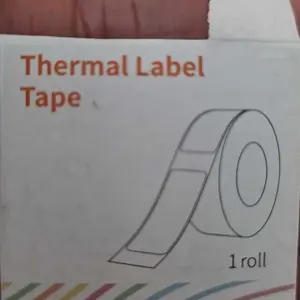 Thermal Label
Tape
1 roll